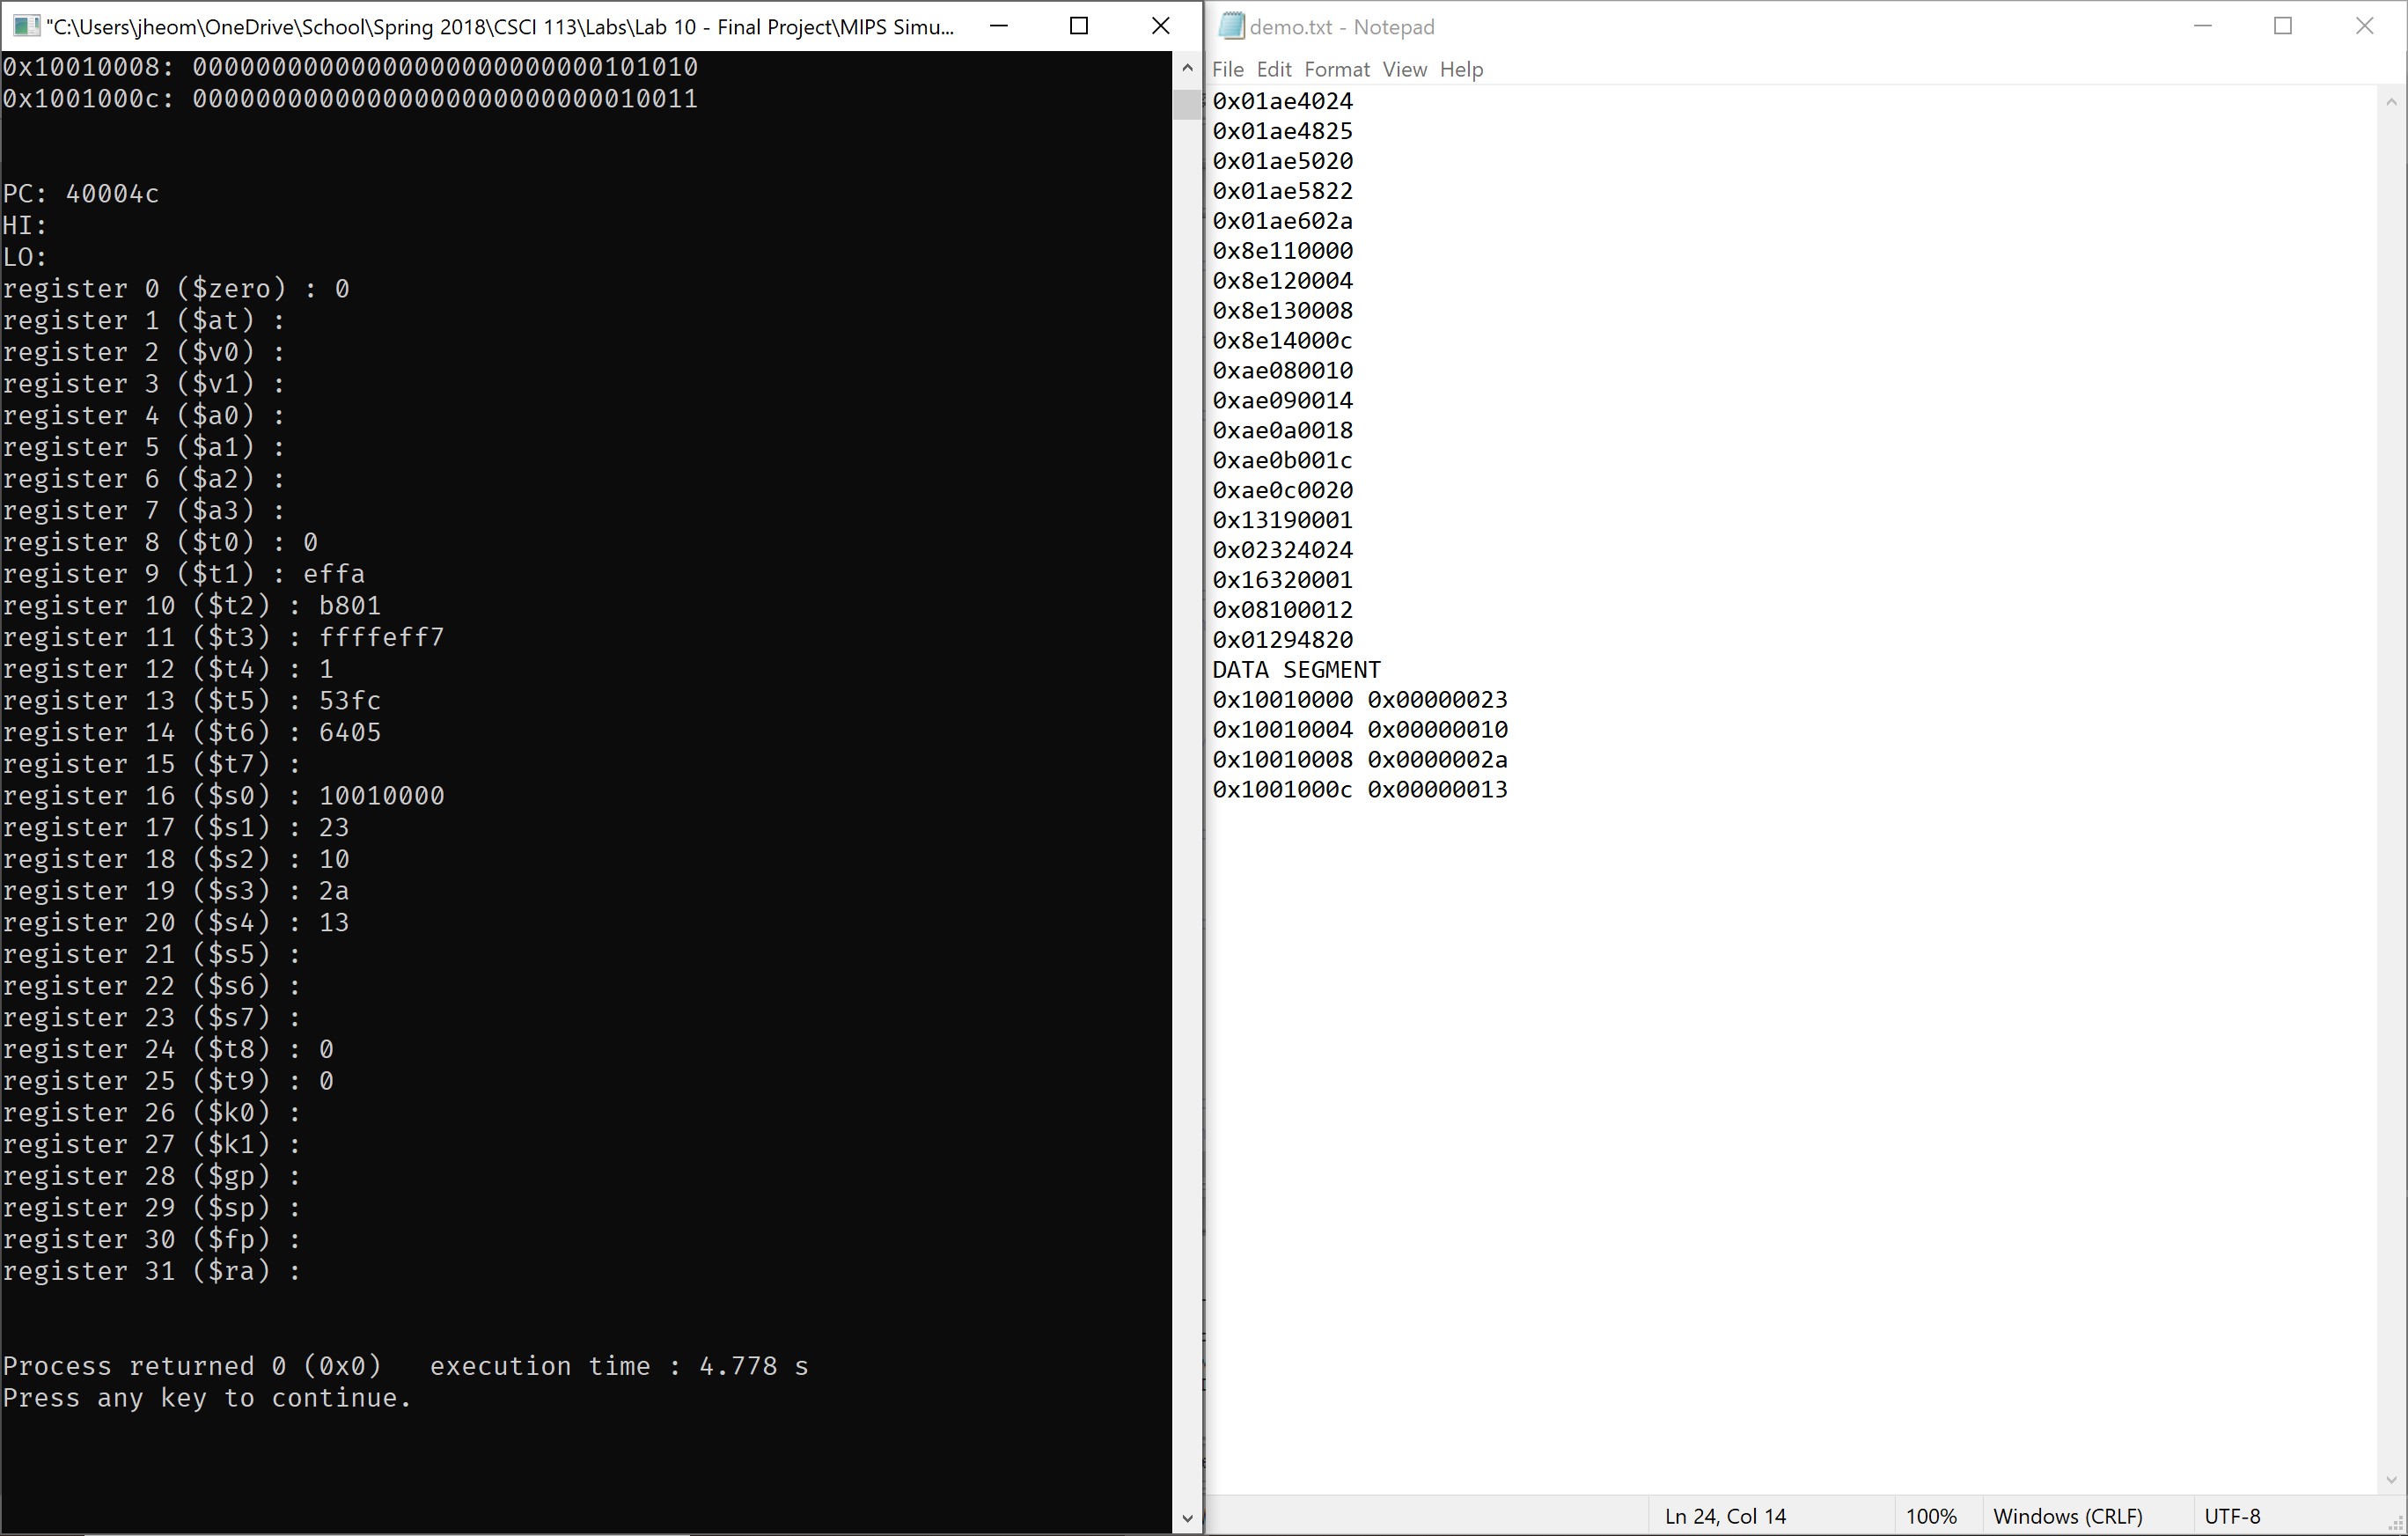 "C:\Users\jheom\OneDrive\School\Spring 2018\CSCI 113\Labs\Lab 10 - Final Project\MIPS Simu...
0x10010008: 00000000000000000000000000101010
0x1001000c: 00000000000000000000000000010011
PC: 40004c
HI:
LO:
register 0 ($zero) : 0
register 1 ($at) :
register 2 ($v0) :
register 3 ($v1) :
register 4 ($a0) :
register 5 ($a1) :
register 6 ($a2) :
register 7 ($a3) :
register 8 ($t0) : 0
register 9 ($t1) : effa
register 10 ($t2) : b801
register 11 ($t3) : ffffeff7
register 12 ($t4) : 1
register 13 ($t5) : 53fc
register 14 ($t6) : 6405
register 15 ($t7) :
register 16 ($s0) : 10010000
register 17 ($s1) : 23
register 18 ($s2) : 10
register 19 ($s3) : 2a
register 20 ($s4) : 13
register 21 ($s5) :
register 22 ($s6) :
register 23 ($s7) :
register 24 ($t8) : 0
register 25 ($t9) : 0
register 26 ($k0) :
register 27 ($k1) :
register 28 ($gp) :
register 29 ($sp) :
register 30 ($fp) :
register 31 ($ra) :
Process returned 0 (0x0)   execution time : 4.778 s
Press any key to continue.
demo.txt - Notepad
File Edit Format View Help
0x01ae4024
0x01ae4825
0x01ae5020
0x01ae5822
0x01ae602a
0x8e110000
0x8e120004
0x8e130008
0x8e14000c
0xae080010
0xae090014
0xae0a0018
0xae0b001c
0xae0c0020
0x13190001
0x02324024
0x16320001
0x08100012
0x01294820
DATA SEGMENT
0x10010000 0x00000023
0x10010004 0x00000010
0x10010008 0x0000002a
0x1001000c 0x00000013
Ln 24, Col 14
100%
Windows (CRLF)
UTF-8